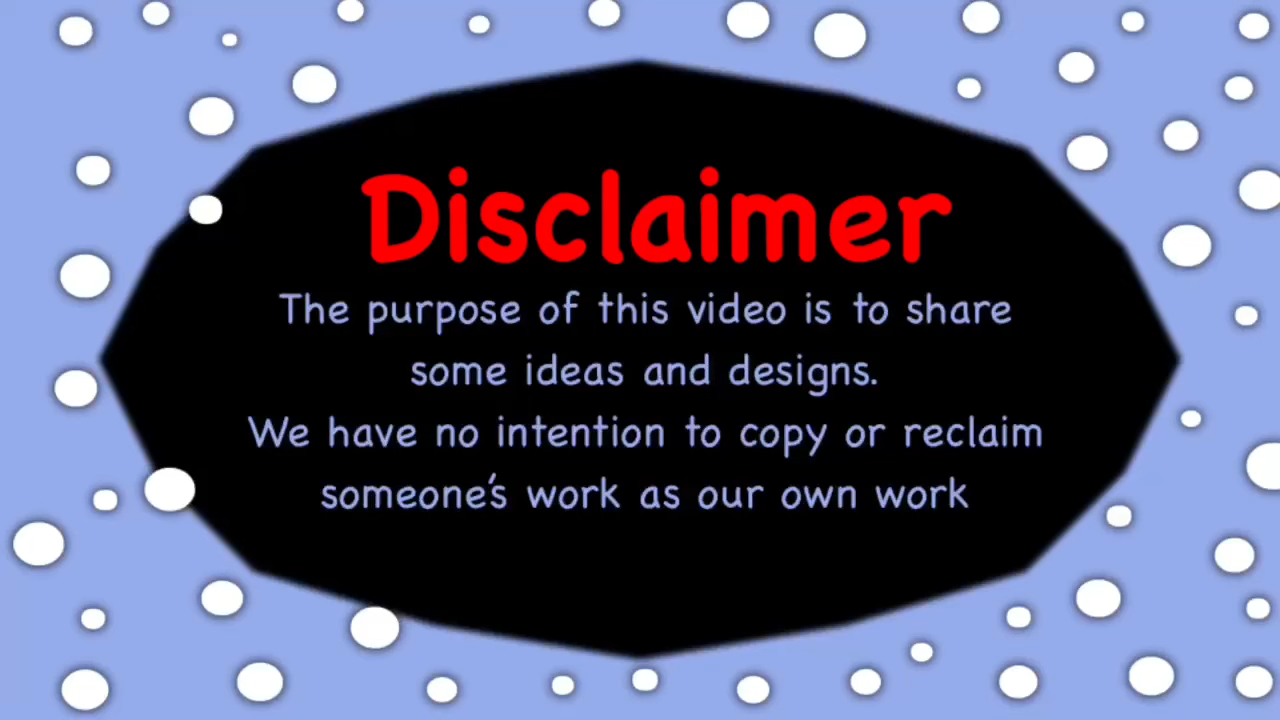 Disclaimer
The purpose of this video is to share
some ideas and designs.
We have no intention to copy or reclaim
someone's work as our own work